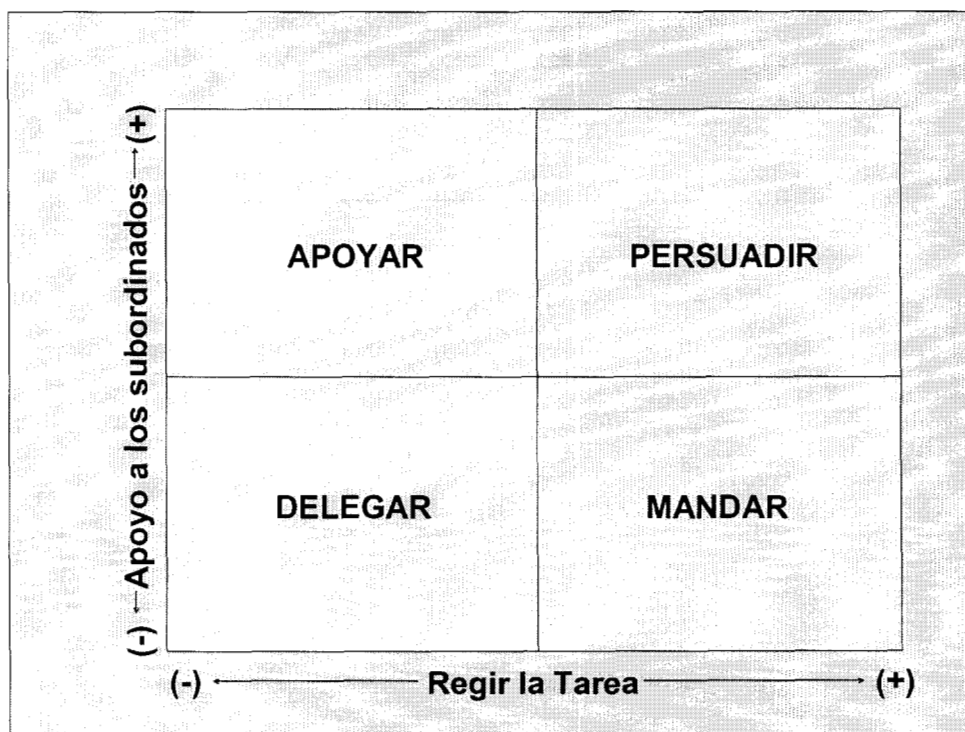 (+)
Apoyo a los subordinados
(-)
APOYAR
PERSUADIR
DELEGAR
MANDAR
(-)
Regir la Tarea
(+)